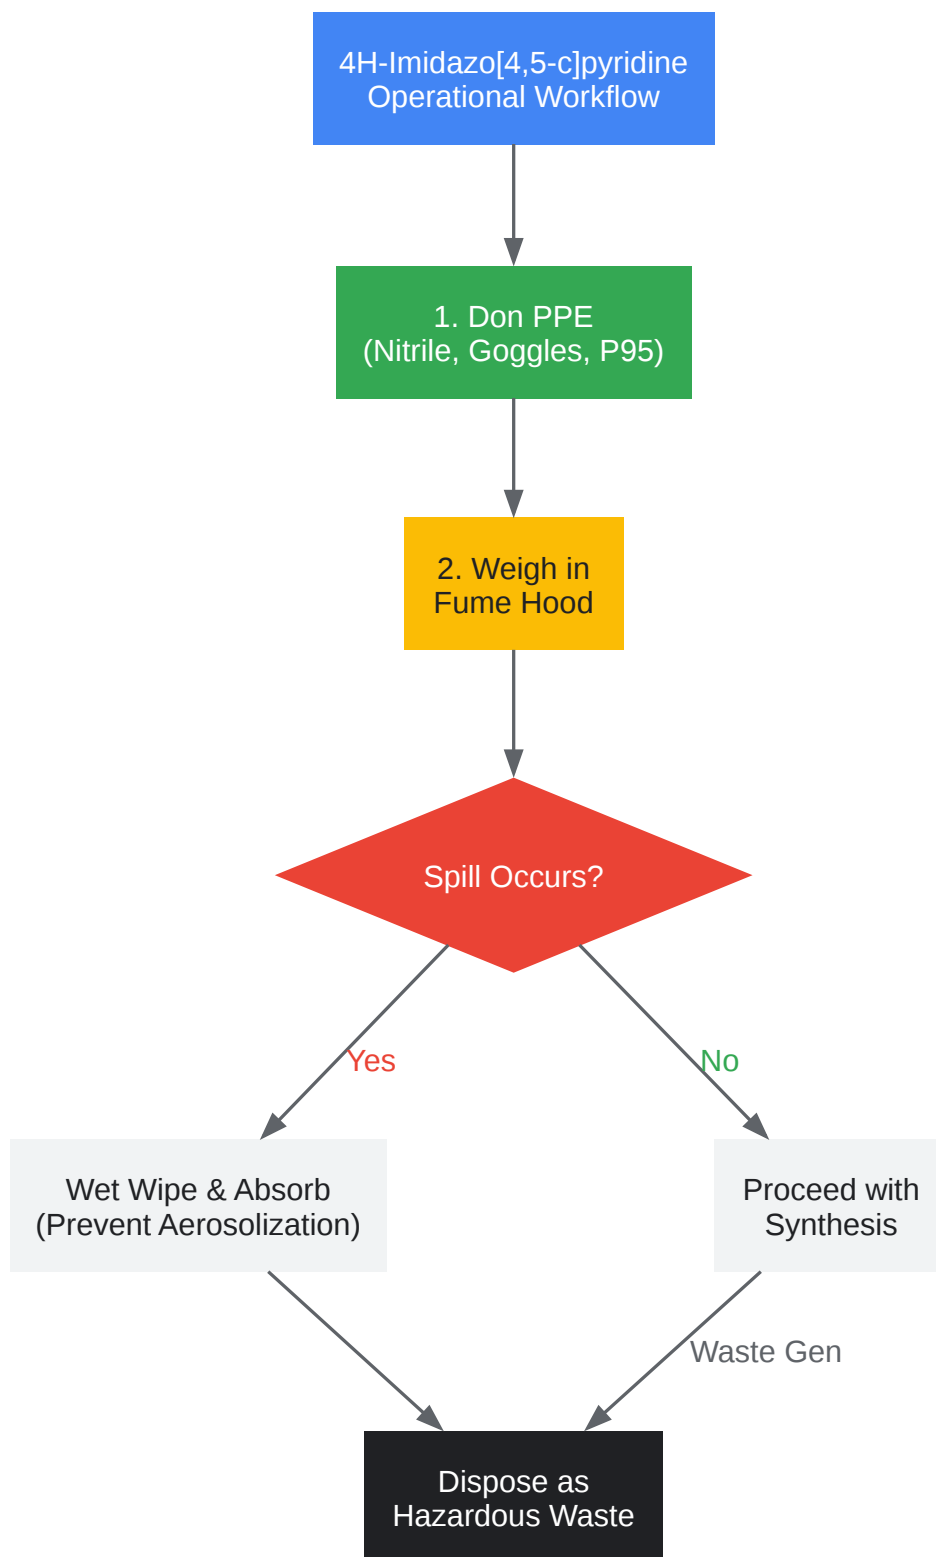 4H-Imidazo[4,5-c]pyridine
Operational Workflow
1. Don PPE
(Nitrile, Goggles, P95)
2. Weigh in
Fume Hood
Spill Occurs?
Yes
No
Wet Wipe & Absorb
(Prevent Aerosolization)
Proceed with
Synthesis
Waste Gen
Dispose as
Hazardous Waste